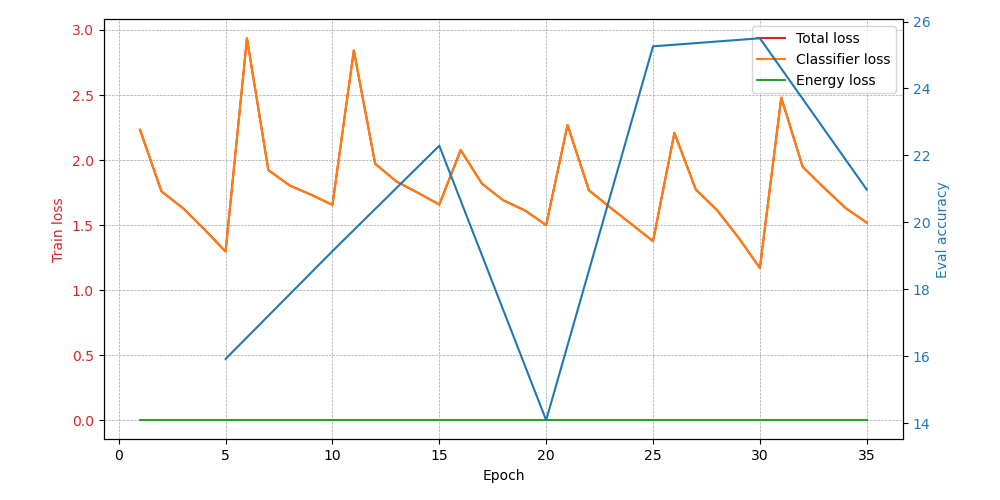 Total loss
Classifier loss
Energy loss
Train loss
3.0
2.5
2.0
1.5
1.0
0.5
0.0
26
24
22
20
18
16
14
Eval accuracy
0 5 10 15 20 25 30 35
Epoch